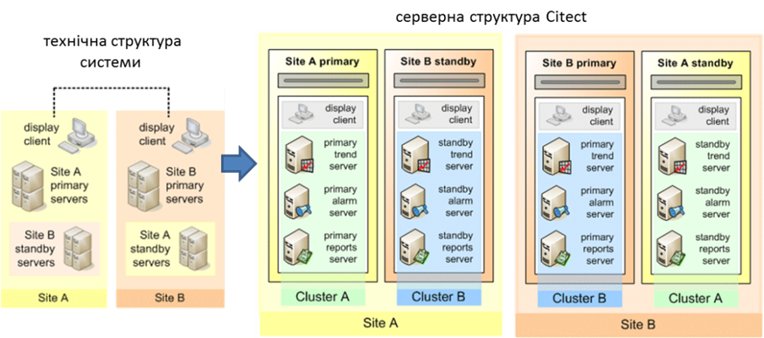 технічна структура
системи
display
client
Site A
primary
servers
Site B
standby
servers
Site A
display
client
Site B
primary
servers
Site A
standby
servers
Site B
серверна структура Citect
Site A primary
display
client
primary
trend
server
primary
alarm
server
primary
reports
server
Cluster A
Site B standby
display
client
standby
trend
server
standby
alarm
server
standby
reports
server
Cluster B
Site A
Site B primary
display
client
primary
trend
server
primary
alarm
server
primary
reports
server
Cluster B
Site A standby
display
client
standby
trend
server
standby
alarm
server
standby
reports
server
Cluster A
Site B